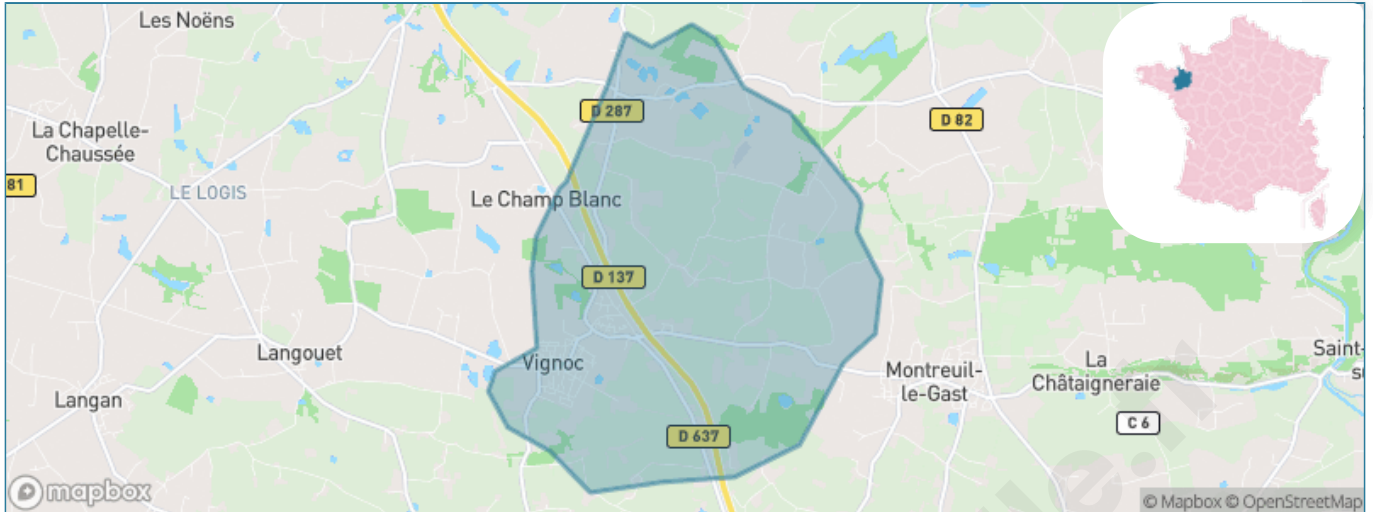 Les Noëns
La Chapelle-
Chaussée
81
LE LOGIS
D 287
D 82
Le Champ Blanc
D 137
Langouet
Vignoc
Langan
Montreuil-
le-Gast
La
Châtaigneraie
Saint-
su
D 637
C 6
mapbox
© Mapbox © OpenStreetMap